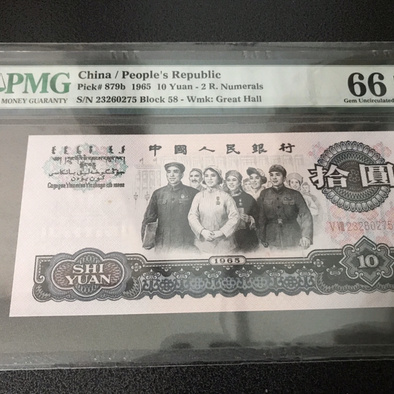 PMG
MONEY GUARANTY
China / People's Republic
Pick# 879b 1965 10 Yuan - 2 R. Numerals
S/N 23260275 Block 58 - Wmk: Great Hall
66
Gem Uncirculated
中國人民銀行
拾圓
23260275
SHI
YUAN
1965
10